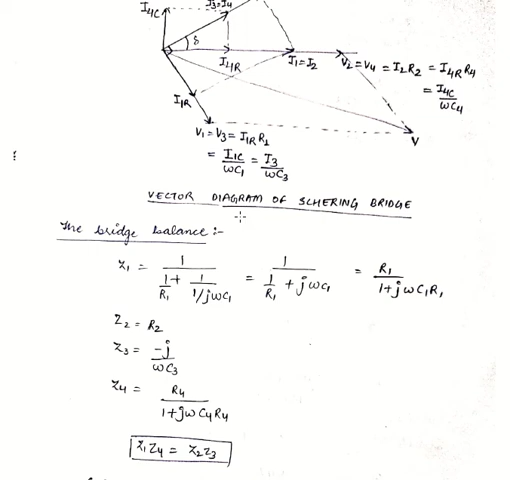 I4C
I3=I4
δ
I4R
I1=I2
V2=V4 = I2R2 = I4RR4
= I4C/ωC4
I1R
V1=V3=I1RR1
= I1C/ωC1 = I3/ωC3
V
VECTOR DIAGRAM OF SCHERING BRIDGE
The bridge balance:-
Z1 = 1/(1/R1 + 1/(1/jωC1)) = 1/(1/R1 + jωC1) = R1/(1+jωC1R1)
Z2 = R2
Z3 = -j/ωC3
Z4 = R4/(1+jωC4R4)
Z1Z4 = Z2Z3